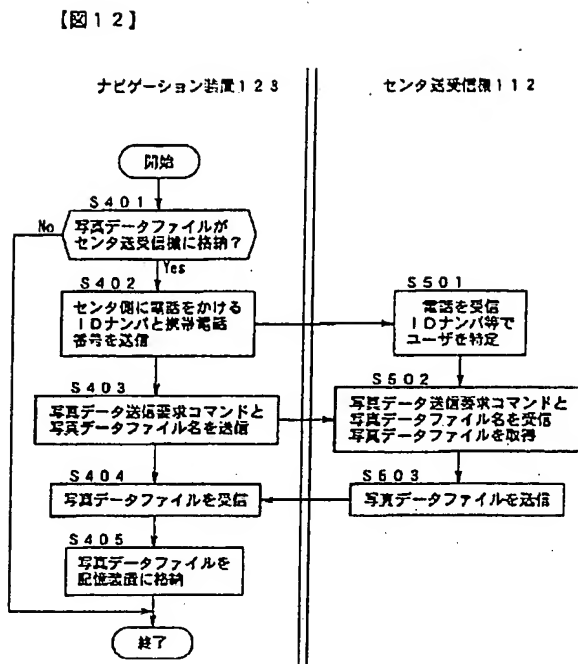 【図12】
ナビゲーション装置123
センタ送受信機112
開始
S401
No
写真データファイルが
センタ送受信機に格納?
Yes
S402
センタ側に電話をかける
IDナンバと携帯電話
番号を送信
S501
電話を受信
IDナンバ等で
ユーザを特定
S403
写真データ送信要求コマンドと
写真データファイル名を送信
S502
写真データ送信要求コマンドと
写真データファイル名を受信
写真データファイルを取得
S404
写真データファイルを受信
S503
写真データファイルを送信
S405
写真データファイルを
記憶装置に格納
終了